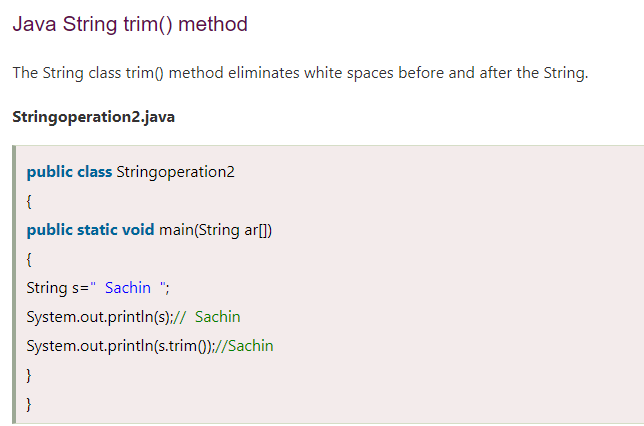 Java String trim() method
The String class trim() method eliminates white spaces before and after the String.
Stringoperation2.java
public class Stringoperation2
{
public static void main(String ar[])
{
String s="  Sachin  ";
System.out.println(s);//  Sachin
System.out.println(s.trim());//Sachin
}
}